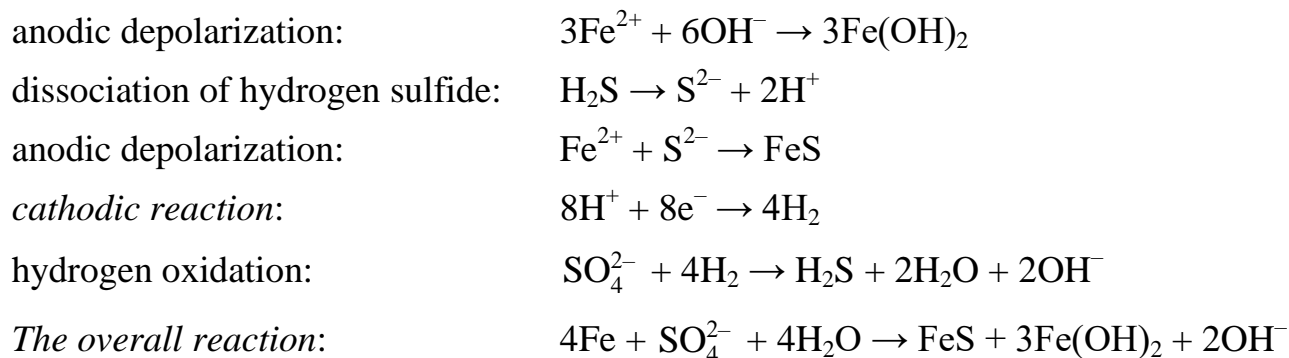 anodic depolarization: 3Fe²⁺ + 6OH⁻ → 3Fe(OH)₂
dissociation of hydrogen sulfide: H₂S → S²⁻ + 2H⁺
anodic depolarization: Fe²⁺ + S²⁻ → FeS
cathodic reaction: 8H⁺ + 8e⁻ → 4H₂
hydrogen oxidation: SO₄²⁻ + 4H₂ → H₂S + 2H₂O + 2OH⁻
The overall reaction: 4Fe + SO₄²⁻ + 4H₂O → FeS + 3Fe(OH)₂ + 2OH⁻